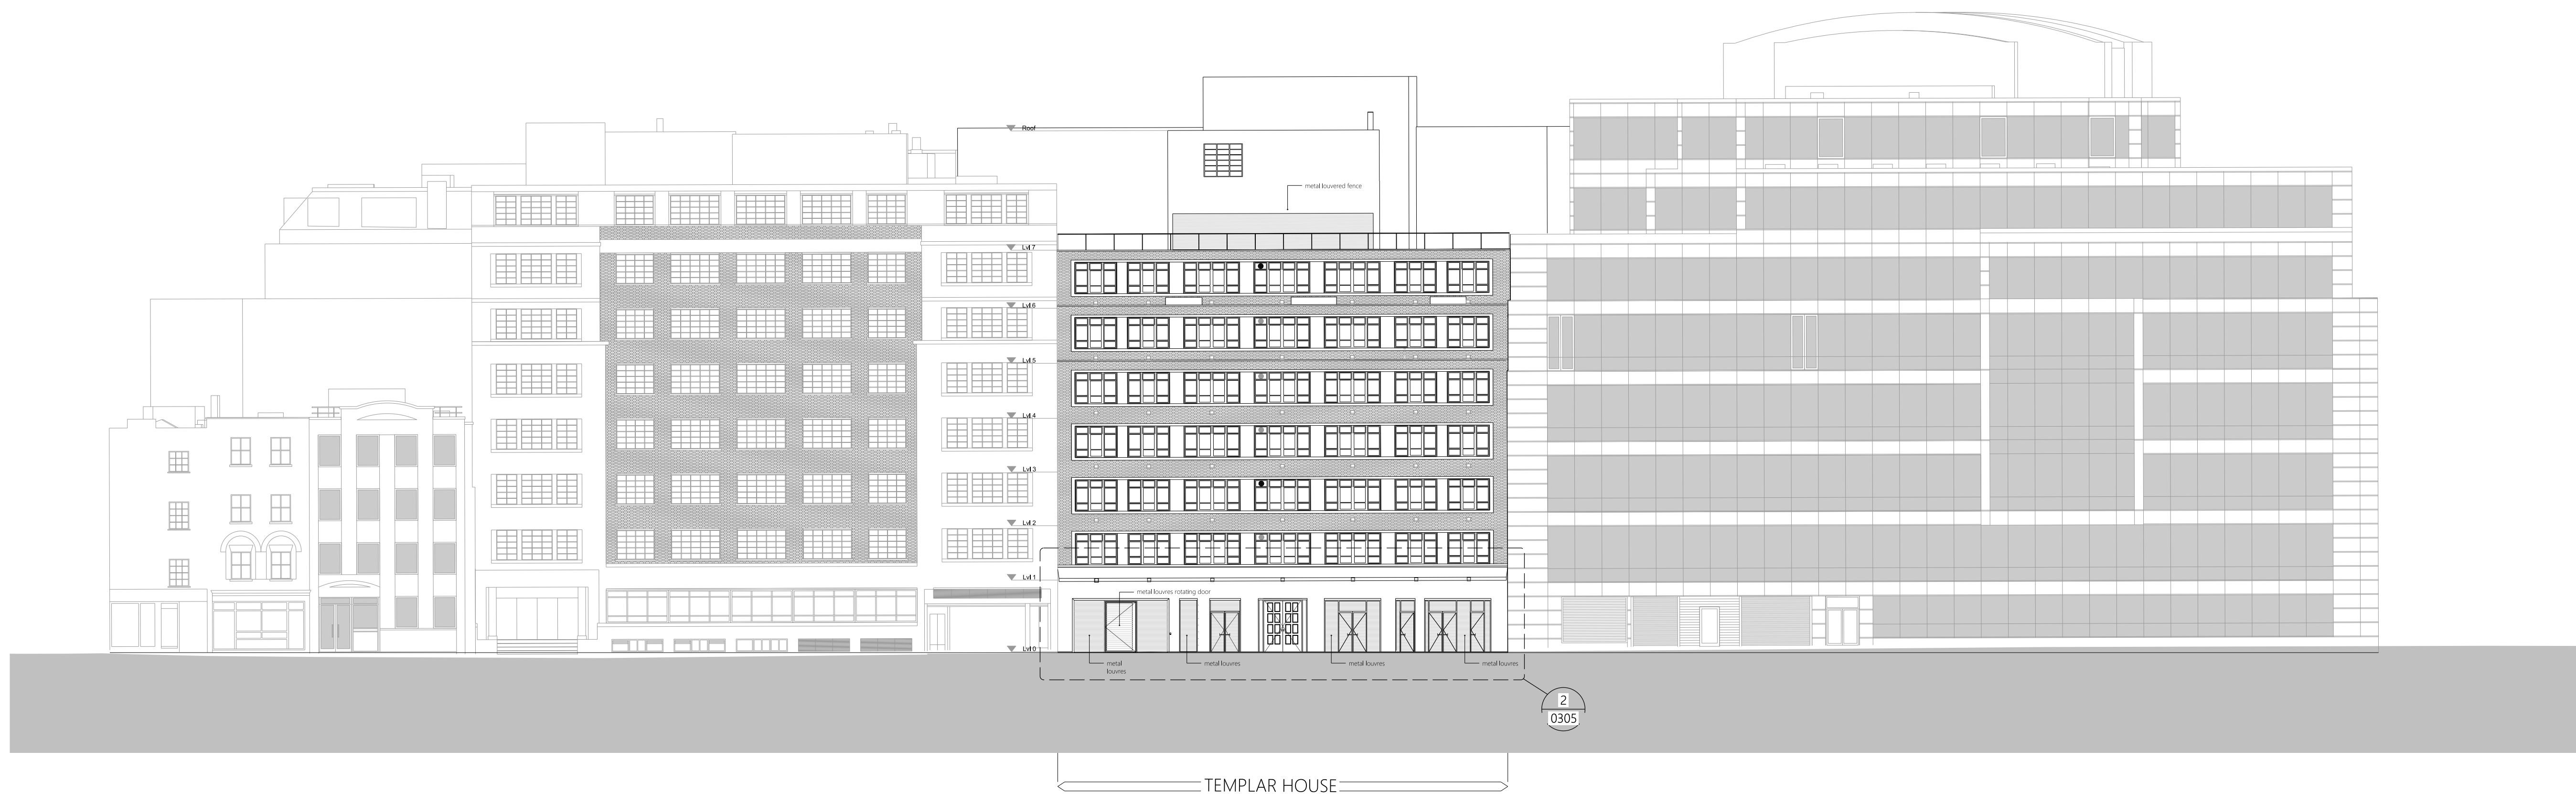 Roof
metal louvered fence
Lvl 7
Lvl 6
Lvl 5
Lvl 4
Lvl 3
Lvl 2
Lvl 1
metal louvres rotating door
Lvl 0
metal
louvres
metal louvres
metal louvres
metal louvres
2
0305
TEMPLAR HOUSE